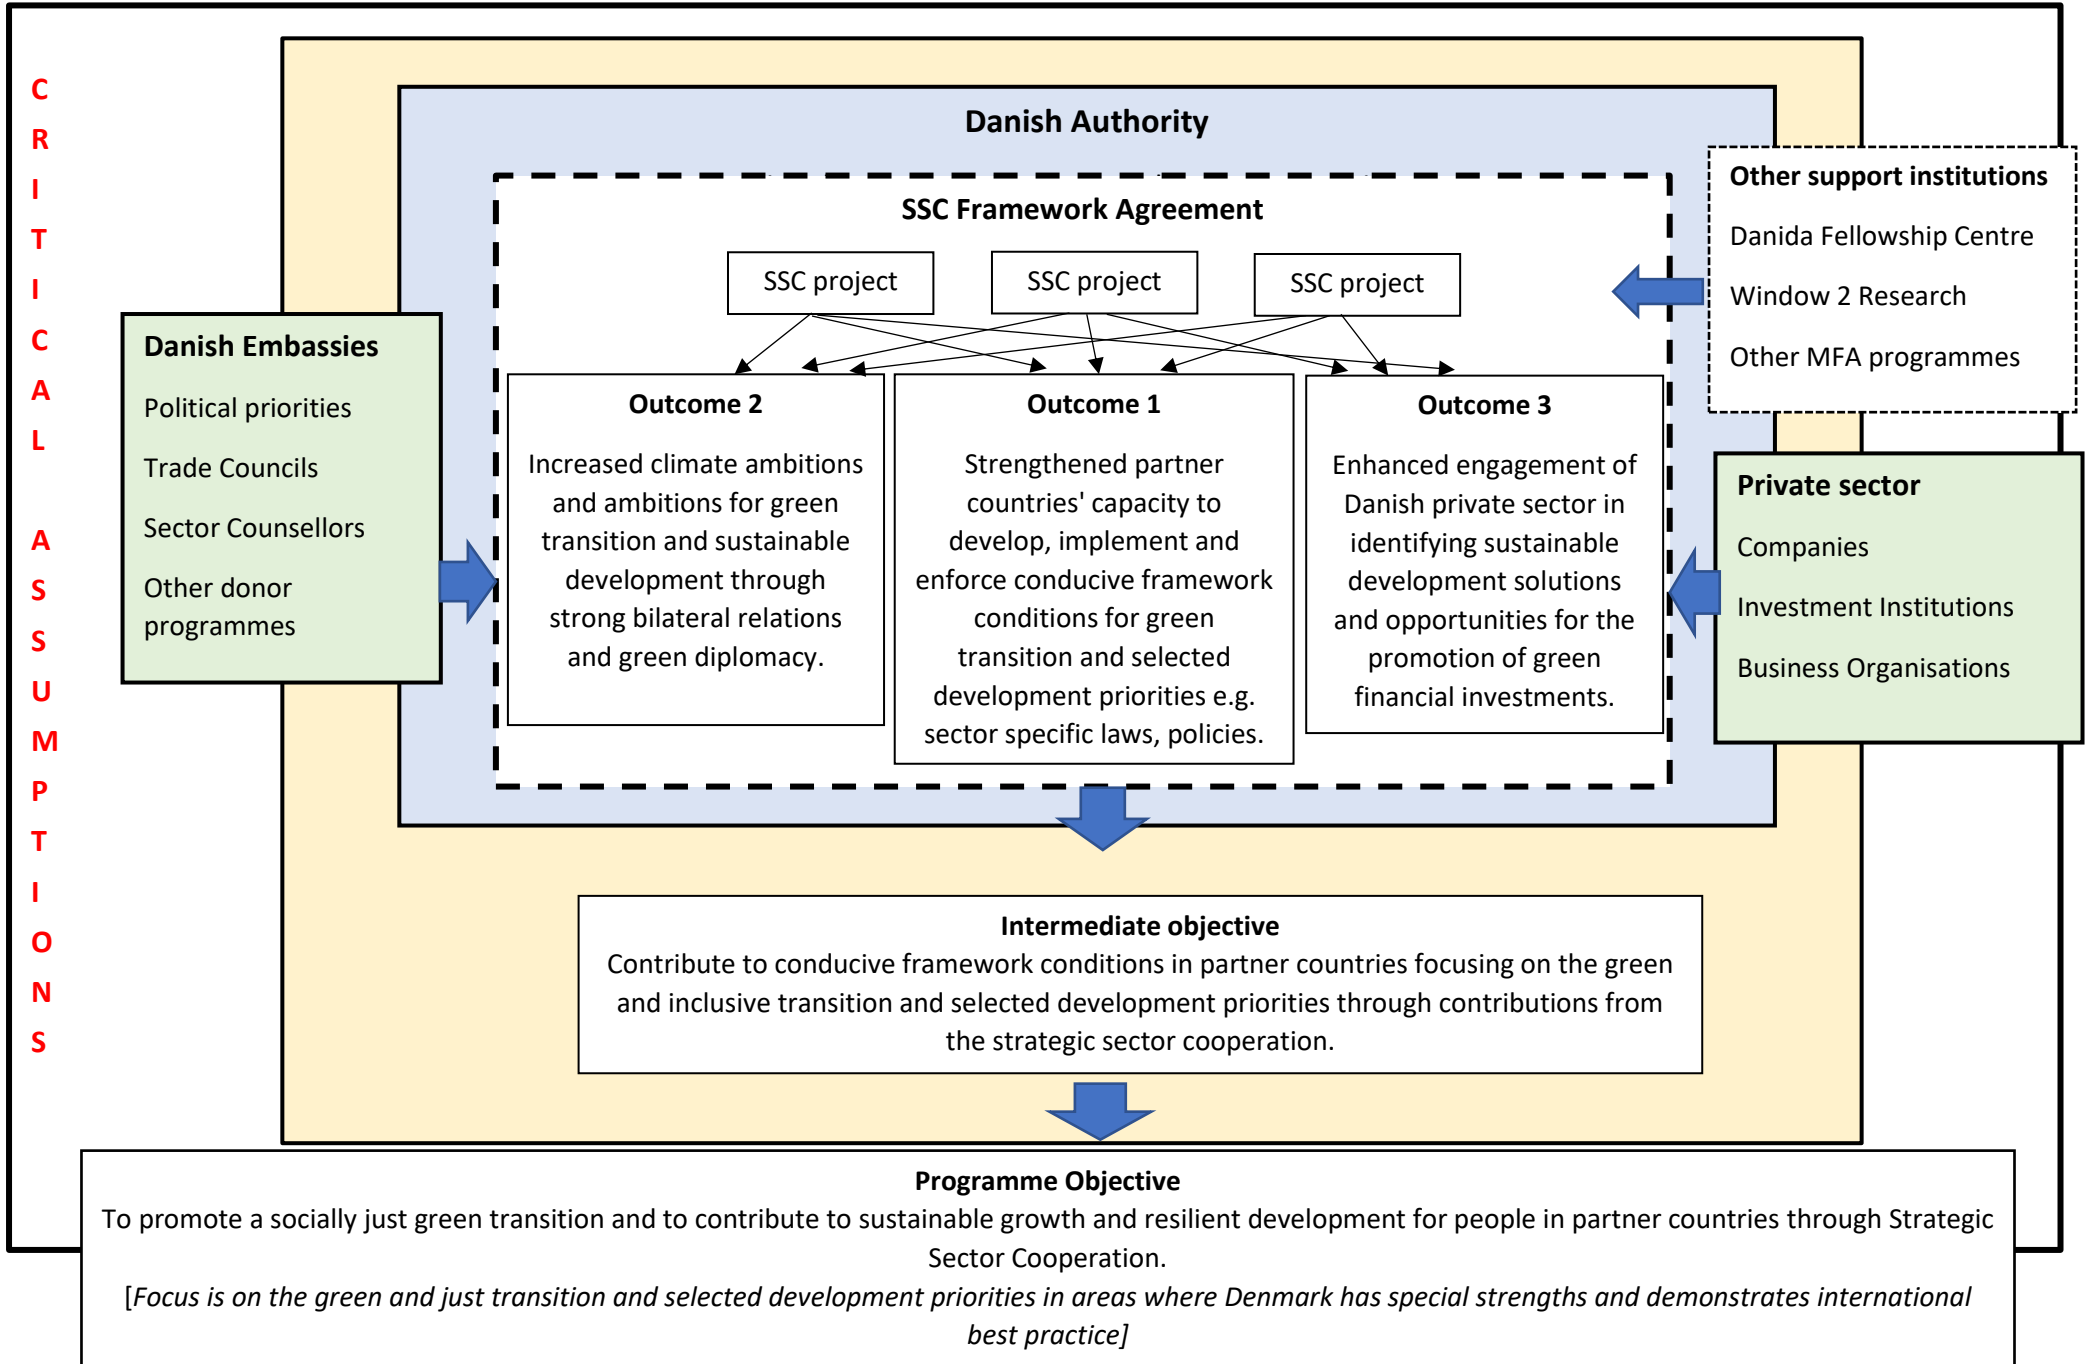 CRITICAL ASSUMPTIONS
Danish Authority
SSC Framework Agreement
SSC project
SSC project
SSC project
Danish Embassies
Political priorities
Trade Councils
Sector Counsellors
Other donor
programmes
Outcome 2
Increased climate ambitions
and ambitions for green
transition and sustainable
development through
strong bilateral relations
and green diplomacy.
Outcome 1
Strengthened partner
countries' capacity to
develop, implement and
enforce conducive framework
conditions for green
transition and selected
development priorities e.g.
sector specific laws, policies.
Outcome 3
Enhanced engagement of
Danish private sector in
identifying sustainable
development solutions
and opportunities for the
promotion of green
financial investments.
Other support institutions
Danida Fellowship Centre
Window 2 Research
Other MFA programmes
Private sector
Companies
Investment Institutions
Business Organisations
Intermediate objective
Contribute to conducive framework conditions in partner countries focusing on the green
and inclusive transition and selected development priorities through contributions from
the strategic sector cooperation.
Programme Objective
To promote a socially just green transition and to contribute to sustainable growth and resilient development for people in partner countries through Strategic
Sector Cooperation.
[Focus is on the green and just transition and selected development priorities in areas where Denmark has special strengths and demonstrates international
best practice]